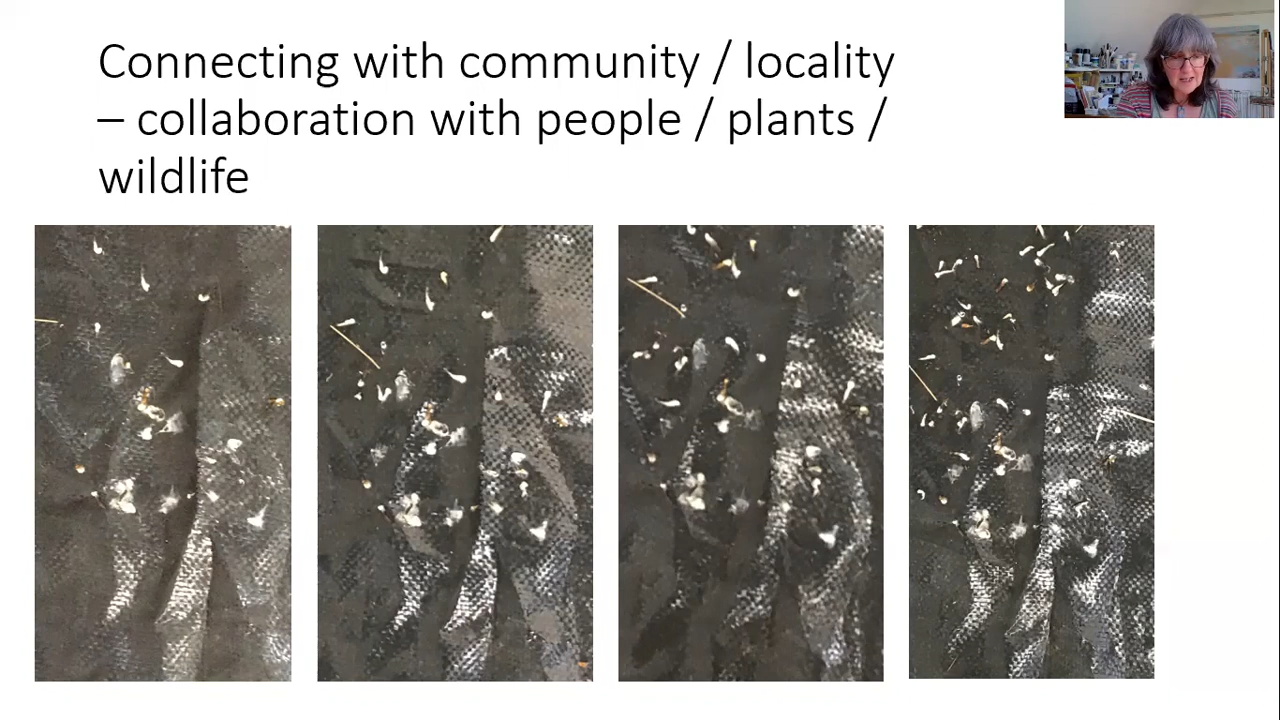 Connecting with community / locality
– collaboration with people / plants /
wildlife